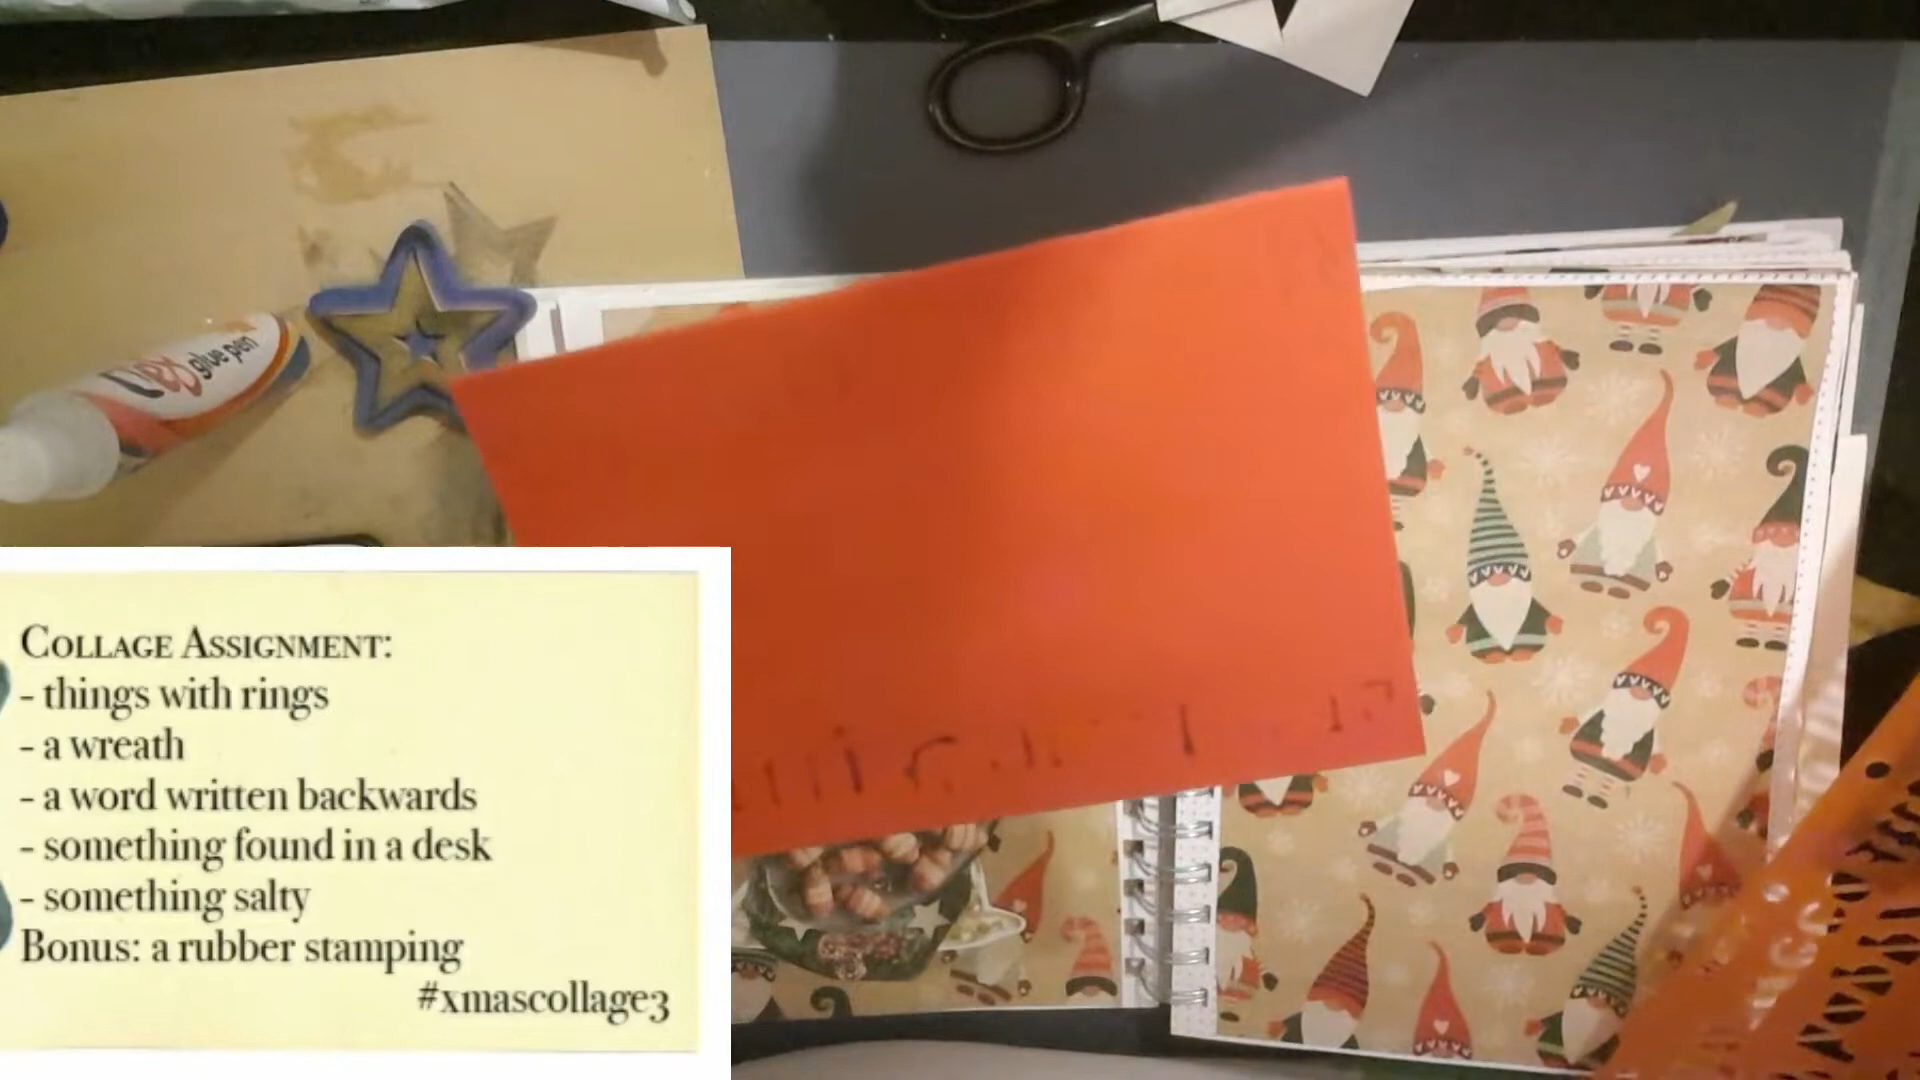 glue pen
COLLAGE ASSIGNMENT:
- things with rings
- a wreath
- a word written backwards
- something found in a desk
- something salty
Bonus: a rubber stamping
#xmascollage3